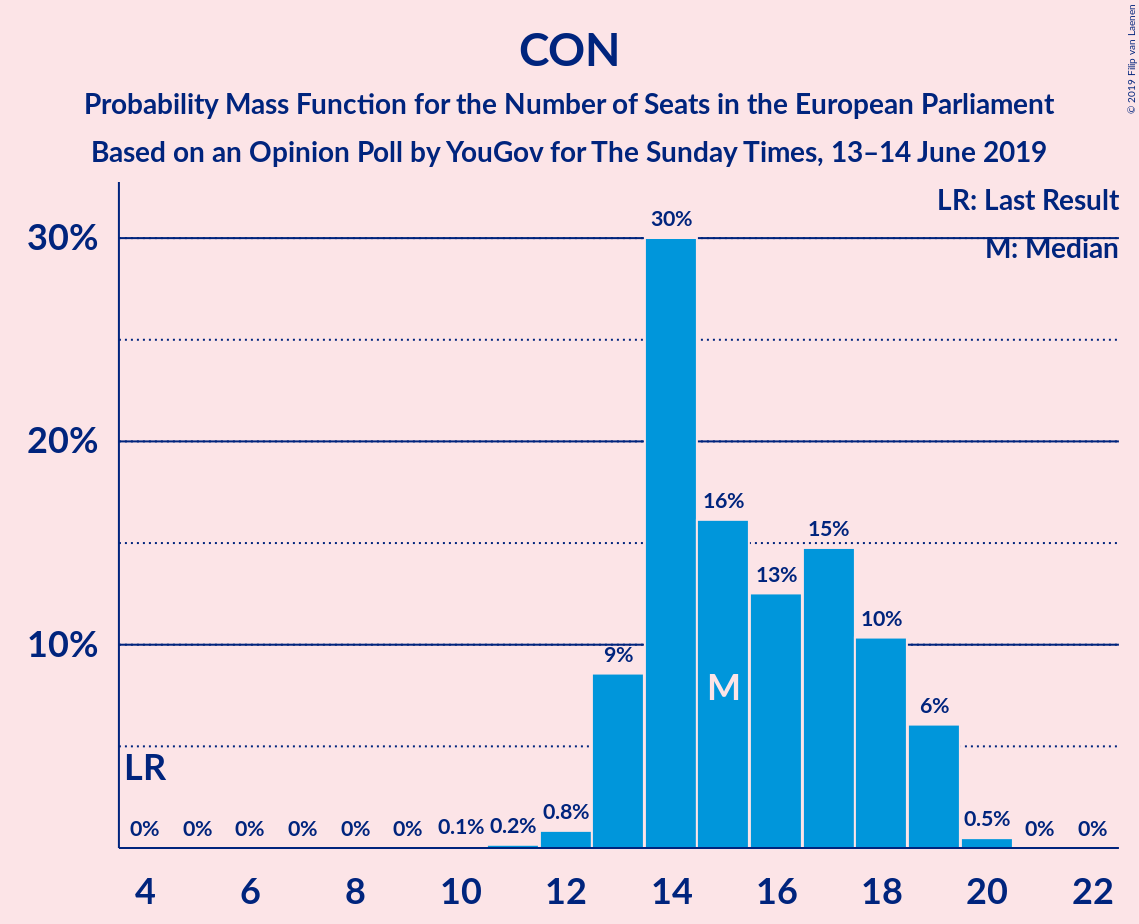 CON
Probability Mass Function for the Number of Seats in the European Parliament
Based on an Opinion Poll by YouGov for The Sunday Times, 13–14 June 2019
© 2019 Filip van Laenen
LR: Last Result
M: Median
30%
20%
10%
30%
16%
15%
13%
10%
9%
6%
M
LR
0% 0% 0% 0% 0% 0% 0.1% 0.2% 0.8% 0.5% 0% 0%
4 6 8 10 12 14 16 18 20 22